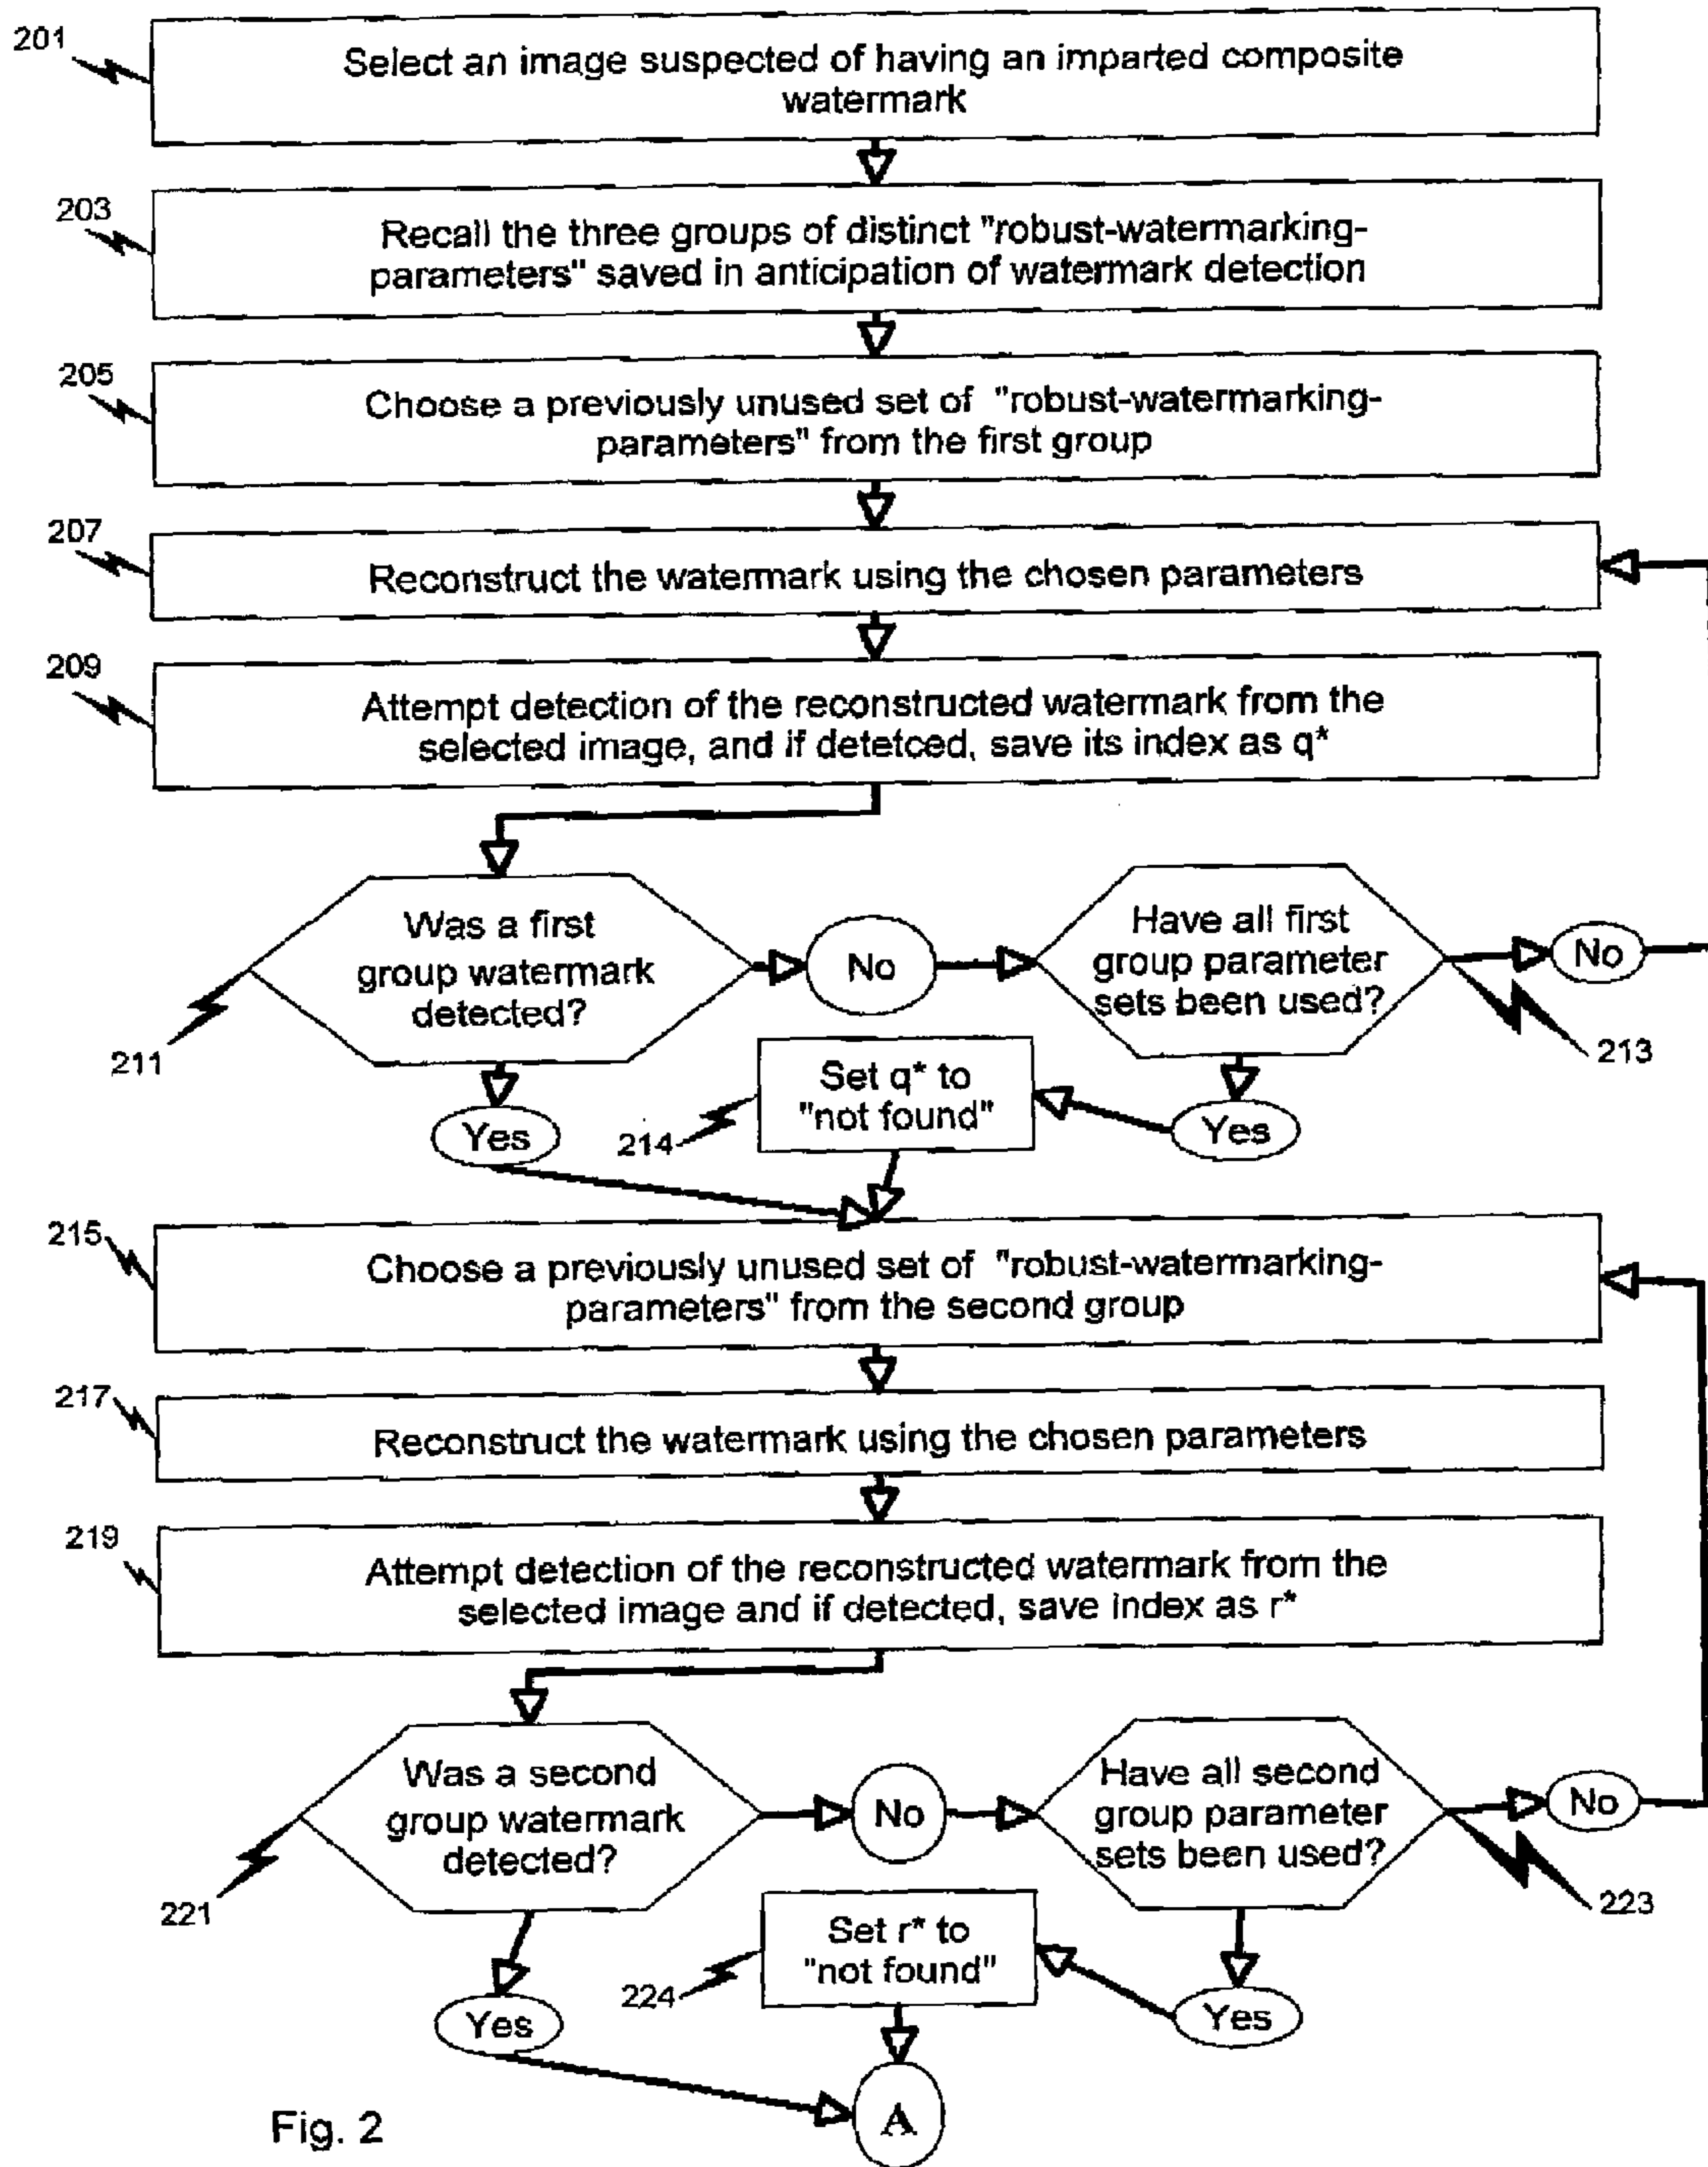 201
Select an image suspected of having an imparted composite
watermark
203
Recall the three groups of distinct "robust-watermarking-
parameters" saved in anticipation of watermark detection
205
Choose a previously unused set of "robust-watermarking-
parameters" from the first group
207
Reconstruct the watermark using the chosen parameters
209
Attempt detection of the reconstructed watermark from the
selected image, and if detetced, save its index as q*
Was a first
group watermark
detected?
211
No
Have all first
group parameter
sets been used?
213
No
Yes
Set q* to
"not found"
214
Yes
215
Choose a previously unused set of "robust-watermarking-
parameters" from the second group
217
Reconstruct the watermark using the chosen parameters
219
Attempt detection of the reconstructed watermark from the
selected image and if detected, save index as r*
Was a second
group watermark
detected?
221
No
Have all second
group parameter
sets been used?
223
No
Yes
Set r* to
"not found"
224
Yes
A
Fig. 2